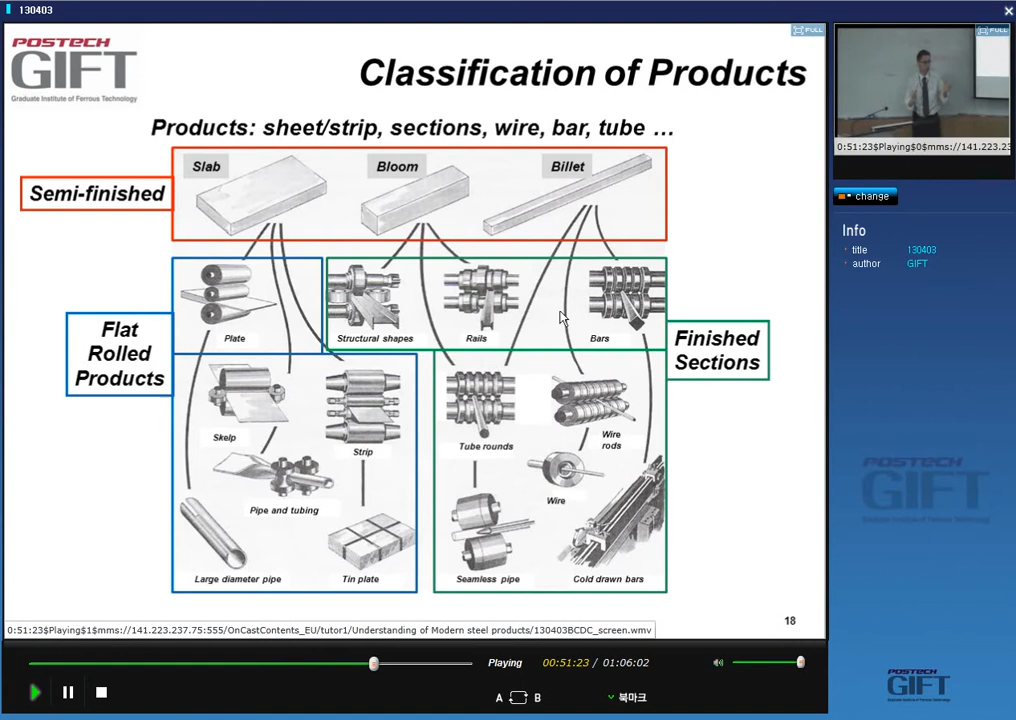 130403
POSTECH
GIFT
Graduate Institute of Ferrous Technology
FULL
Classification of Products
Products: sheet/strip, sections, wire, bar, tube ...
Semi-finished
Slab
Bloom
Billet
Flat
Rolled
Products
Plate
Structural shapes
Rails
Bars
Finished
Sections
Skelp
Strip
Tube rounds
Wire
rods
Pipe and tubing
Wire
Large diameter pipe
Tin plate
Seamless pipe
Cold drawn bars
18
0:51:23$Playing$1$mms://141.223.237.75:555/OnCastContents_EU/tutor1/Understanding of Modern steel products/130403BCDC_screen.wmv
Playing
00:51:23 / 01:06:02
A
B
북마크
FULL
0:51:23$Playing$0$mms://141.223.23
change
Info
title 130403
author GIFT
POSTECH
GIFT
POSTECH
GIFT